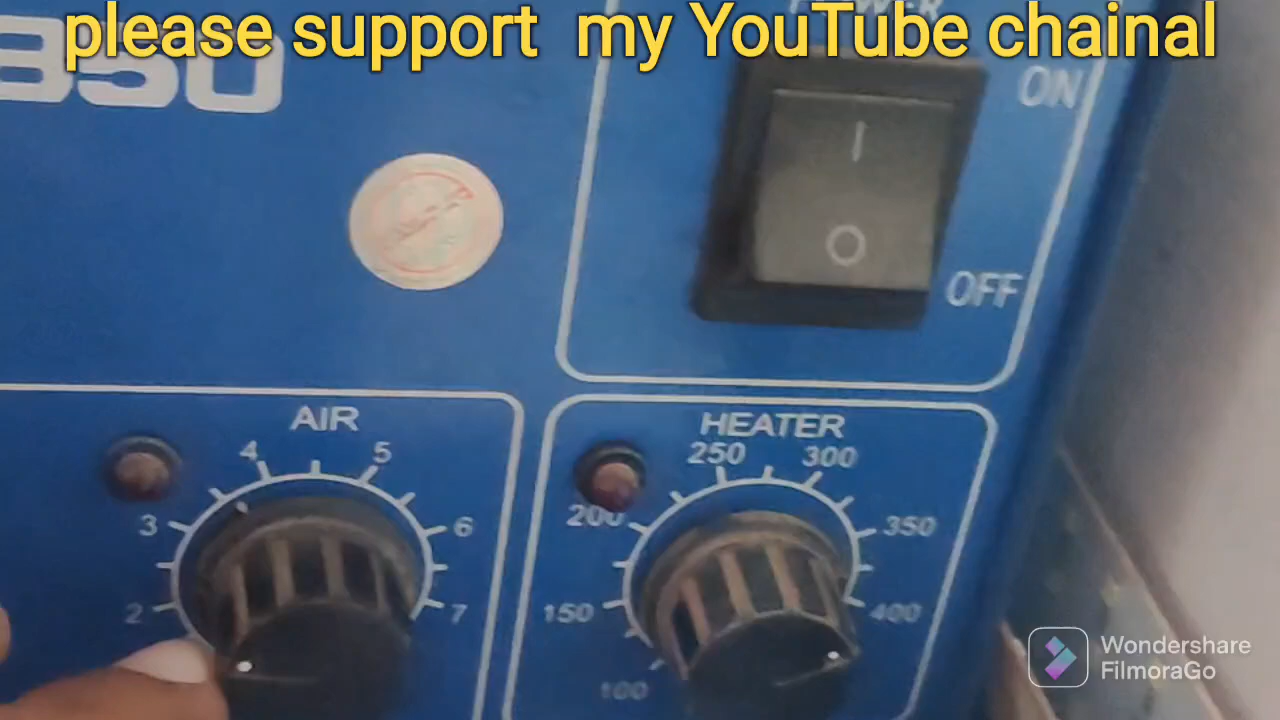 please support my YouTube chainal
POWER
850
ON
OFF
AIR
HEATER
4 5
250 300
3 6
200 350
2 7
150 400
100
Wondershare
FilmoraGo